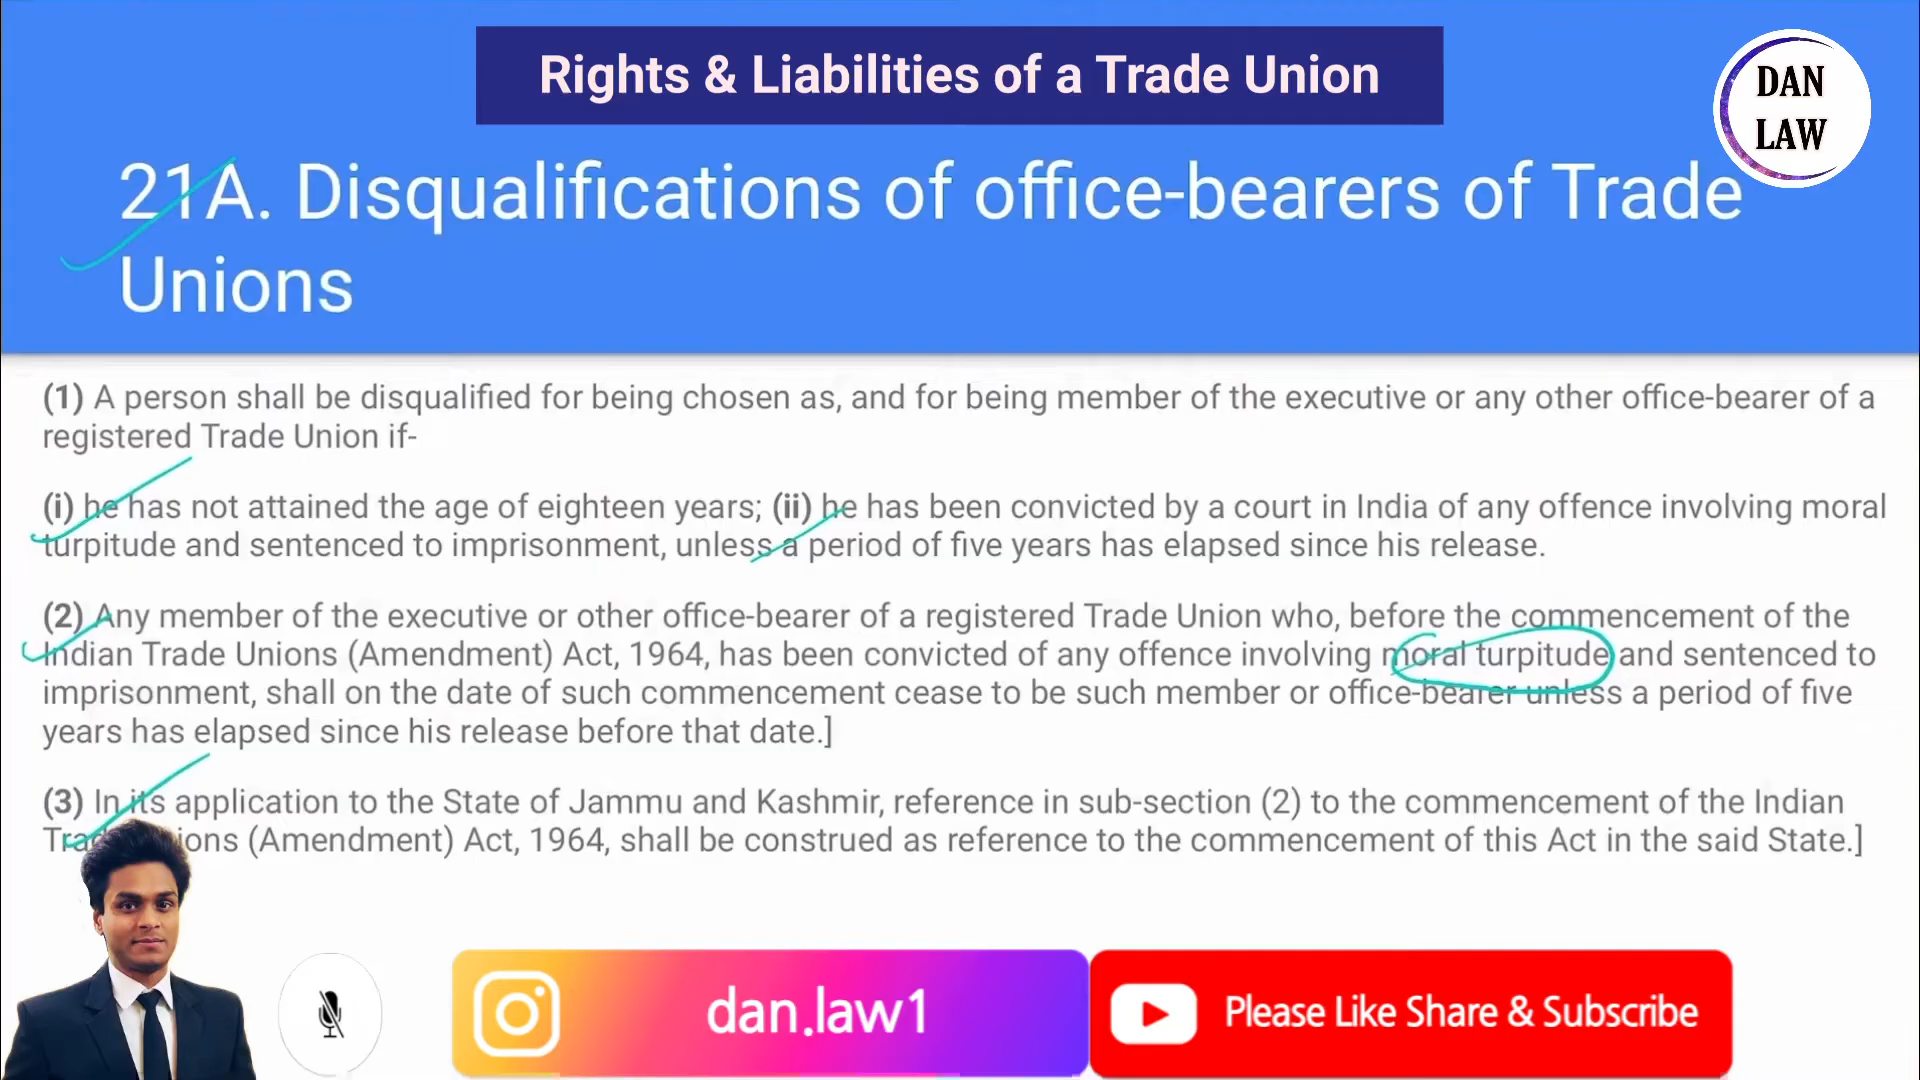 Rights & Liabilities of a Trade Union
DAN
LAW
21A. Disqualifications of office-bearers of Trade
Unions
(1) A person shall be disqualified for being chosen as, and for being member of the executive or any other office-bearer of a
registered Trade Union if-
(i) he has not attained the age of eighteen years; (ii) he has been convicted by a court in India of any offence involving moral
turpitude and sentenced to imprisonment, unless a period of five years has elapsed since his release.
(2) Any member of the executive or other office-bearer of a registered Trade Union who, before the commencement of the
Indian Trade Unions (Amendment) Act, 1964, has been convicted of any offence involving moral turpitude and sentenced to
imprisonment, shall on the date of such commencement cease to be such member or office-bearer unless a period of five
years has elapsed since his release before that date.]
(3) In its application to the State of Jammu and Kashmir, reference in sub-section (2) to the commencement of the Indian
(Amendment) Act, 1964, shall be construed as reference to the commencement of this Act in the said State.]
dan.law1
Please Like Share & Subscribe